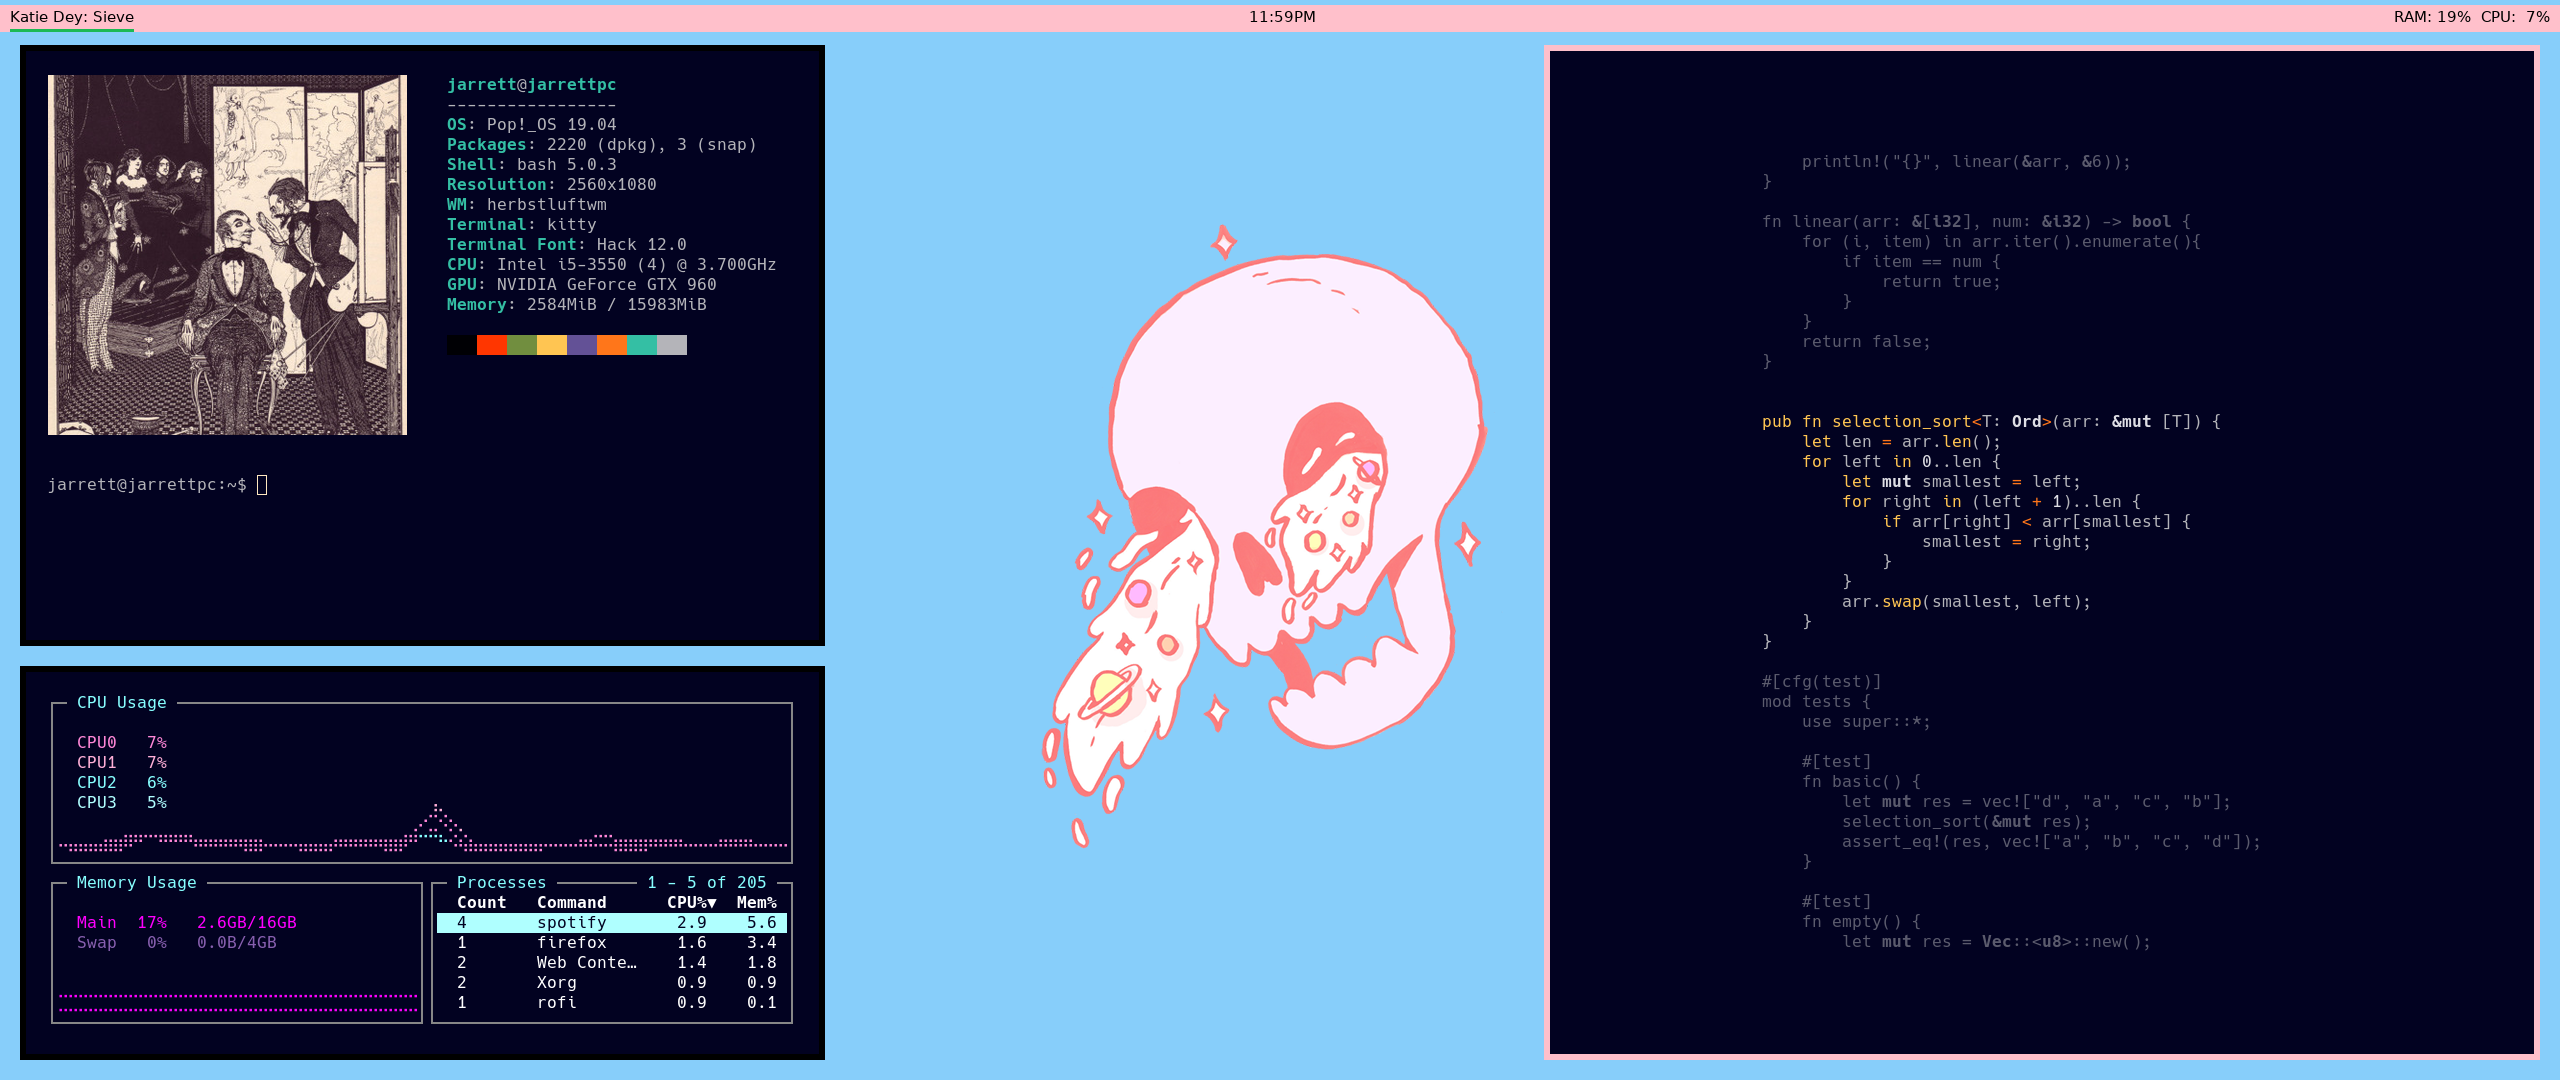 Katie Dey: Sieve
11:59PM
RAM: 19%  CPU:  7%
jarrett@jarrettpc
-----------------
OS: Pop!_OS 19.04
Packages: 2220 (dpkg), 3 (snap)
Shell: bash 5.0.3
Resolution: 2560x1080
WM: herbstluftwm
Terminal: kitty
Terminal Font: Hack 12.0
CPU: Intel i5-3550 (4) @ 3.700GHz
GPU: NVIDIA GeForce GTX 960
Memory: 2584MiB / 15983MiB
jarrett@jarrettpc:~$
CPU Usage
CPU0   7%
CPU1   7%
CPU2   6%
CPU3   5%
Memory Usage
Main  17%   2.6GB/16GB
Swap   0%   0.0B/4GB
Processes  1 - 5 of 205
Count   Command      CPU%▼  Mem%
4       spotify       2.9    5.6
1       firefox       1.6    3.4
2       Web Conte…    1.4    1.8
2       Xorg          0.9    0.9
1       rofi          0.9    0.1
    println!("{}", linear(&arr, &6));
}
fn linear(arr: &[i32], num: &i32) -> bool {
    for (i, item) in arr.iter().enumerate(){
        if item == num {
            return true;
        }
    }
    return false;
}
pub fn selection_sort<T: Ord>(arr: &mut [T]) {
    let len = arr.len();
    for left in 0..len {
        let mut smallest = left;
        for right in (left + 1)..len {
            if arr[right] < arr[smallest] {
                smallest = right;
            }
        }
        arr.swap(smallest, left);
    }
}
#[cfg(test)]
mod tests {
    use super::*;
    #[test]
    fn basic() {
        let mut res = vec!["d", "a", "c", "b"];
        selection_sort(&mut res);
        assert_eq!(res, vec!["a", "b", "c", "d"]);
    }
    #[test]
    fn empty() {
        let mut res = Vec::<u8>::new();